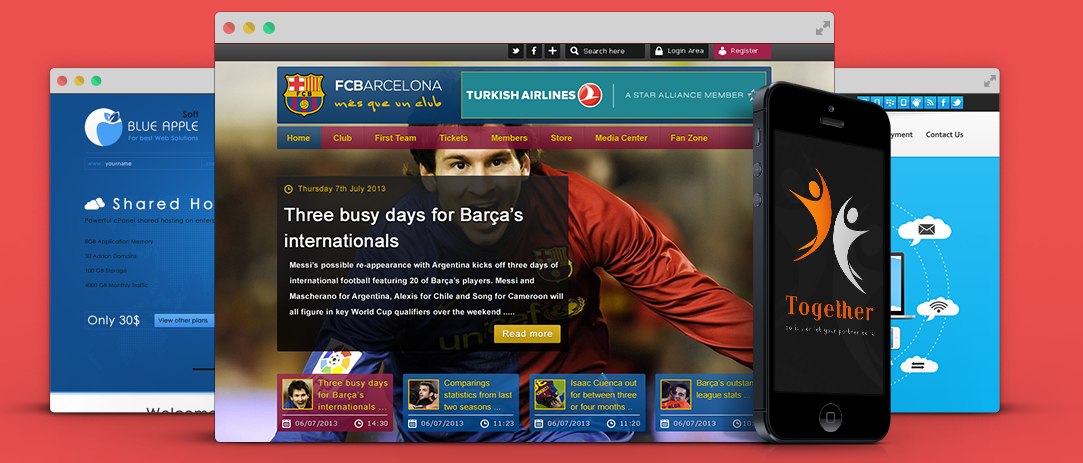 Search here
Login Area
Register
FCBARCELONA
més que un club
FCB
TURKISH AIRLINES
A STAR ALLIANCE MEMBER
Home
Club
First Team
Tickets
Members
Store
Media Center
Fan Zone
Thursday 7th July 2013
Three busy days for Barça's
internationals
Messi's possible re-appearance with Argentina kicks off three days of
international football featuring 20 of Barça's players. Messi and
Mascherano for Argentina, Alexis for Chile and Song for Cameroon will
all figure in key World Cup qualifiers over the weekend .....
Read more
unicef
Three busy days
for Barça's
internationals ...
06/07/2013
14:30
Comparings
statistics from last
two seasons ...
06/07/2013
11:23
Isaac Cuenca out
for between three
or four months ..
06/07/2013
11:20
Barça's outstan
league stats ...
06/07/2013
Soft
BLUE APPLE
For best Web Solutions
www.
yourname
Shared Ho
Powerful cPanel shared hosting on enter
8GB Application Memory
30 Addon Domains
100 GB Storage
4000 GB Monthly Traffic
Only 30$
View other plans
Welcome
yment
Contact Us
Together